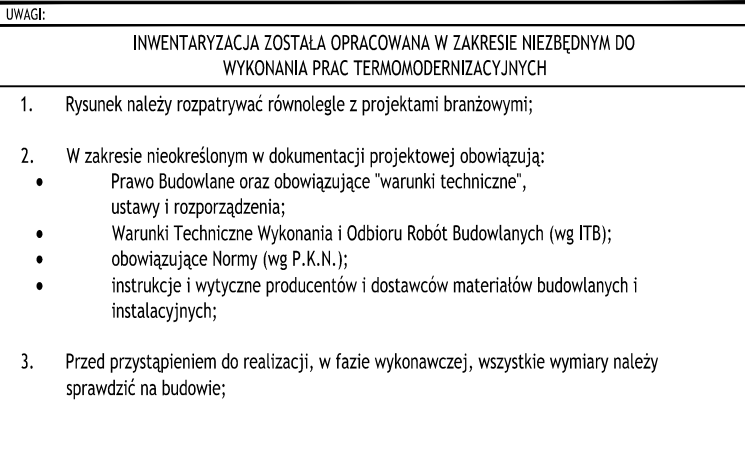 UWAGI:
INWENTARYZACJA ZOSTAŁA OPRACOWANA W ZAKRESIE NIEZBĘDNYM DO
WYKONANIA PRAC TERMOMODERNIZACYJNYCH
1. Rysunek należy rozpatrywać równolegle z projektami branżowymi;
2. W zakresie nieokreślonym w dokumentacji projektowej obowiązują:
• Prawo Budowlane oraz obowiązujące "warunki techniczne",
ustawy i rozporządzenia;
• Warunki Techniczne Wykonania i Odbioru Robót Budowlanych (wg ITB);
• obowiązujące Normy (wg P.K.N.);
• instrukcje i wytyczne producentów i dostawców materiałów budowlanych i
instalacyjnych;
3. Przed przystąpieniem do realizacji, w fazie wykonawczej, wszystkie wymiary należy
sprawdzić na budowie;